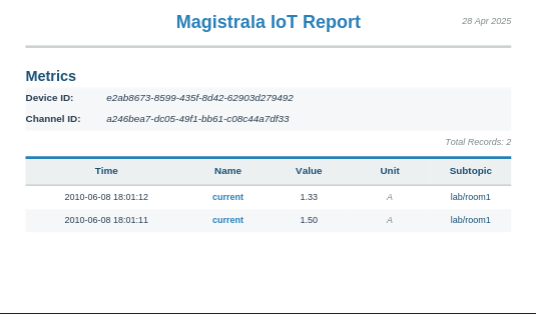 Magistrala IoT Report 28 Apr 2025
Metrics
Device ID: e2ab8673-8599-435f-8d42-62903d279492
Channel ID: a246bea7-dc05-49f1-bb61-c08c44a7df33
Total Records: 2
Time Name Value Unit Subtopic
2010-06-08 18:01:12 current 1.33 A lab/room1
2010-06-08 18:01:11 current 1.50 A lab/room1